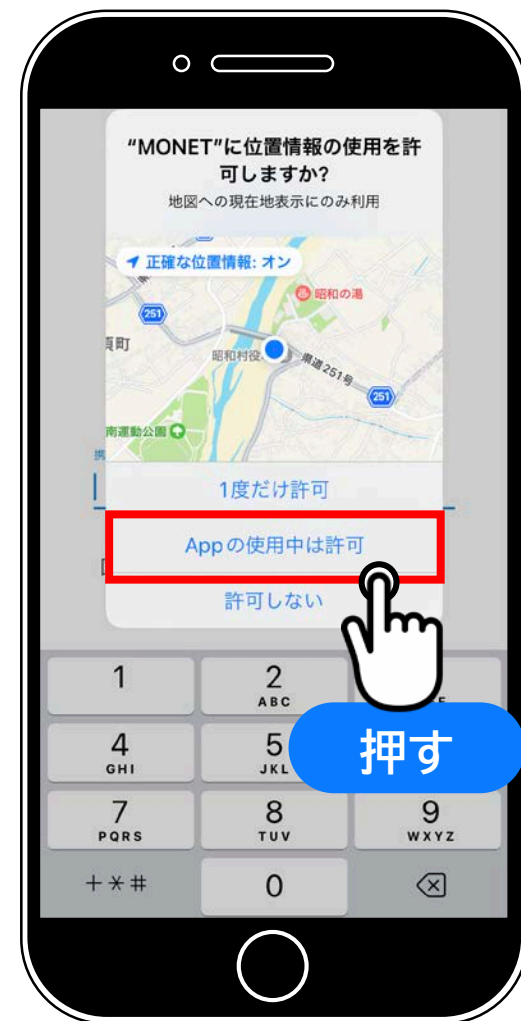 “MONET”に位置情報の使用を許
可しますか?
地図への現在地表示にのみ利用
正確な位置情報: オン
昭和の湯
251
頁町
昭和村役
県道251号
251
南運動公園
携
1度だけ許可
Appの使用中は許可
許可しない
1
2
ABC
押す
4
GHI
5
JKL
7
PQRS
8
TUV
9
WXYZ
+*#
0